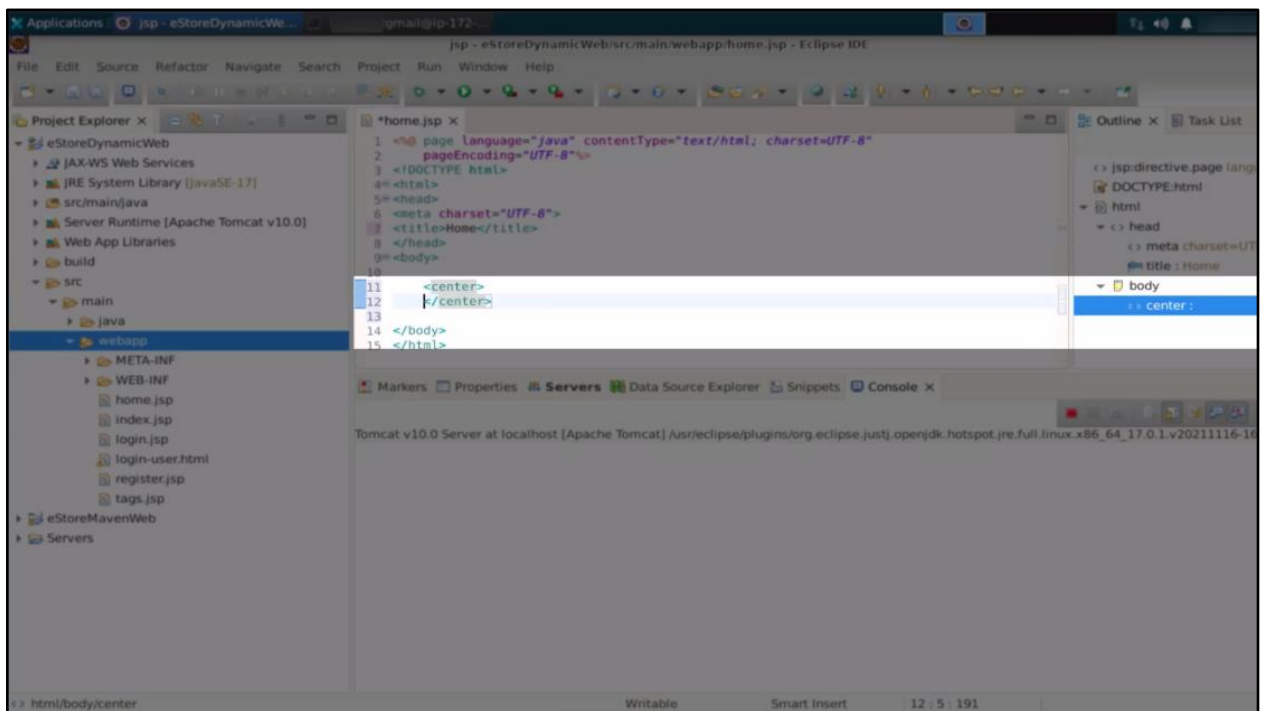 Applications jsp - eStoreDynamicWe...
:gmail@ip-172-...
jsp - eStoreDynamicWeb/src/main/webapp/home.jsp - Eclipse IDE
File Edit Source Refactor Navigate Search Project Run Window Help
Project Explorer
eStoreDynamicWeb
JAX-WS Web Services
JRE System Library [JavaSE-17]
src/main/java
Server Runtime [Apache Tomcat v10.0]
Web App Libraries
build
src
main
java
webapp
META-INF
WEB-INF
home.jsp
index.jsp
login.jsp
login-user.html
register.jsp
tags.jsp
eStoreMavenWeb
Servers
*home.jsp
1 <%@ page language="java" contentType="text/html; charset=UTF-8"
2 pageEncoding="UTF-8"%>
3 <!DOCTYPE html>
4 <html>
5 <head>
6 <meta charset="UTF-8">
7 <title>Home</title>
8 </head>
9 <body>
10
11 <center>
12 </center>
13
14 </body>
15 </html>
Outline Task List
jsp:directive.page lang
DOCTYPE:html
html
head
meta charset=UT
title : Home
body
center :
Markers Properties Servers Data Source Explorer Snippets Console
Tomcat v10.0 Server at localhost [Apache Tomcat] /usr/eclipse/plugins/org.eclipse.justj.openjdk.hotspot.jre.full.linux.x86_64_17.0.1.v20211116-16
html/body/center Writable Smart Insert 12 : 5 : 191